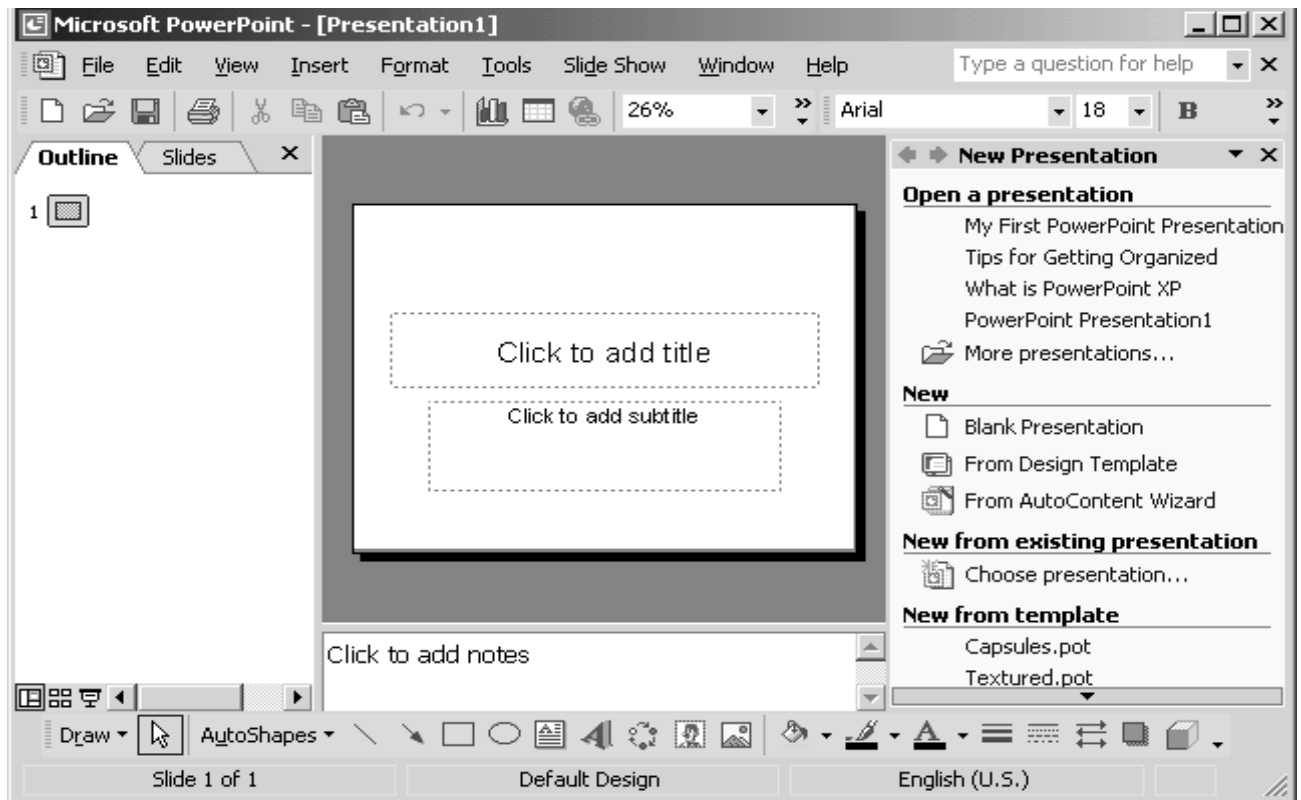 Microsoft PowerPoint - [Presentation1]
File Edit View Insert Format Tools Slide Show Window Help Type a question for help
26% Arial 18 B
Outline Slides
1
Click to add title
Click to add subtitle
Click to add notes
New Presentation
Open a presentation
My First PowerPoint Presentation
Tips for Getting Organized
What is PowerPoint XP
PowerPoint Presentation1
More presentations...
New
Blank Presentation
From Design Template
From AutoContent Wizard
New from existing presentation
Choose presentation...
New from template
Capsules.pot
Textured.pot
Draw AutoShapes A A
Slide 1 of 1 Default Design English (U.S.)